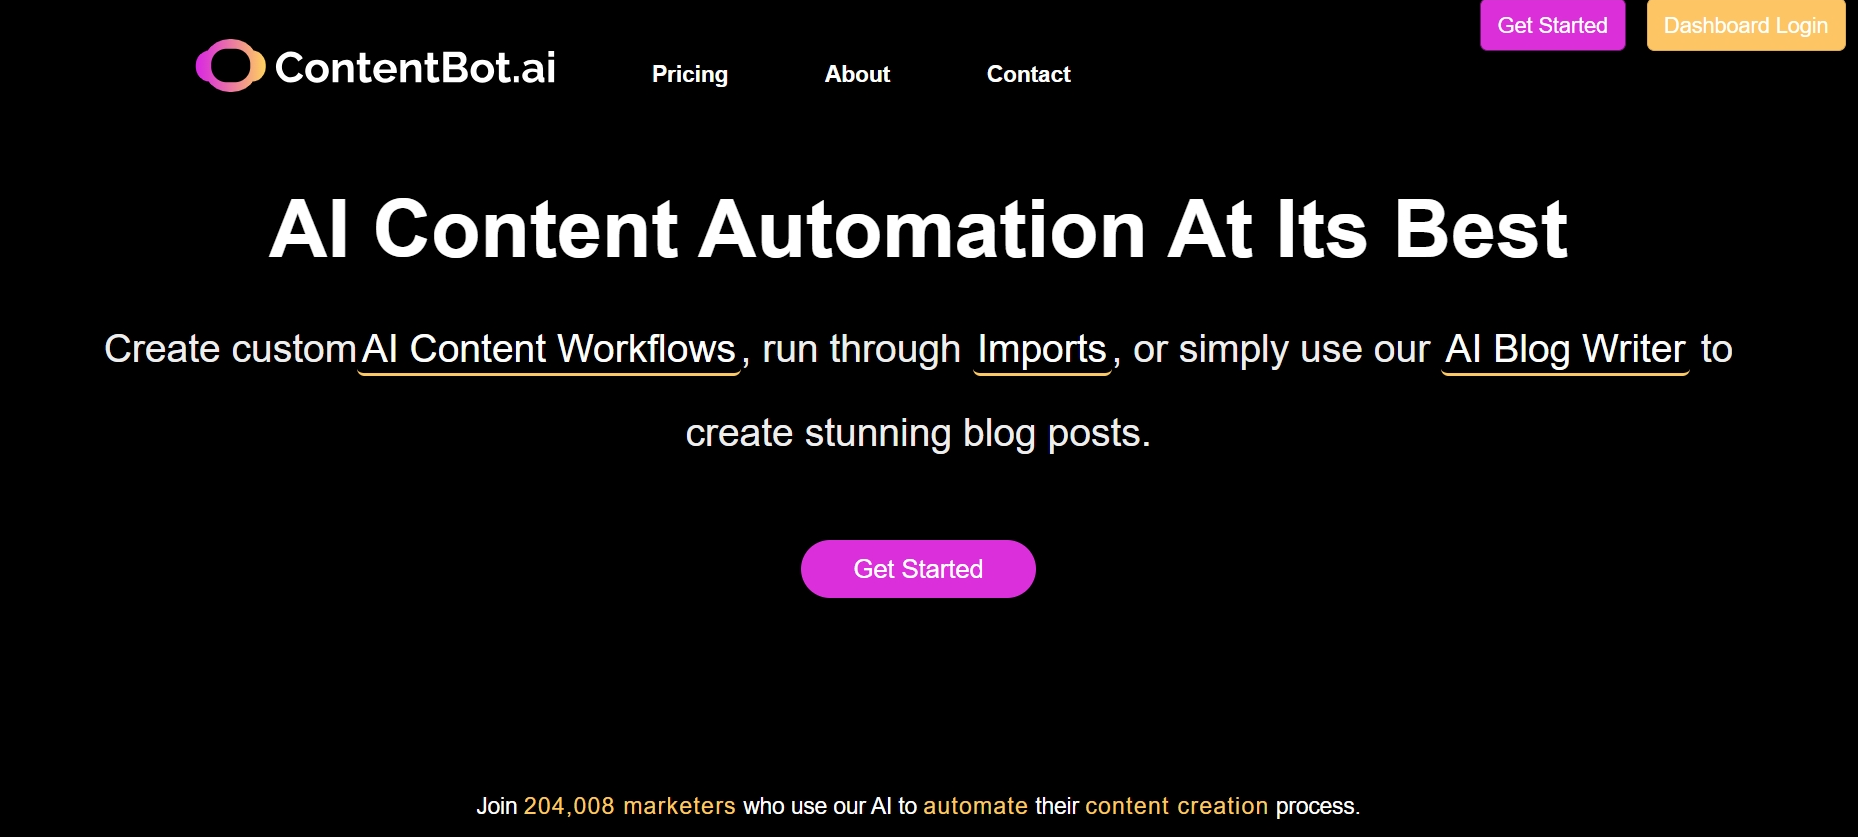 Get Started
Dashboard Login
ContentBot.ai
Pricing
About
Contact
AI Content Automation At Its Best
Create custom AI Content Workflows, run through Imports, or simply use our AI Blog Writer to
create stunning blog posts.
Get Started
Join 204,008 marketers who use our AI to automate their content creation process.